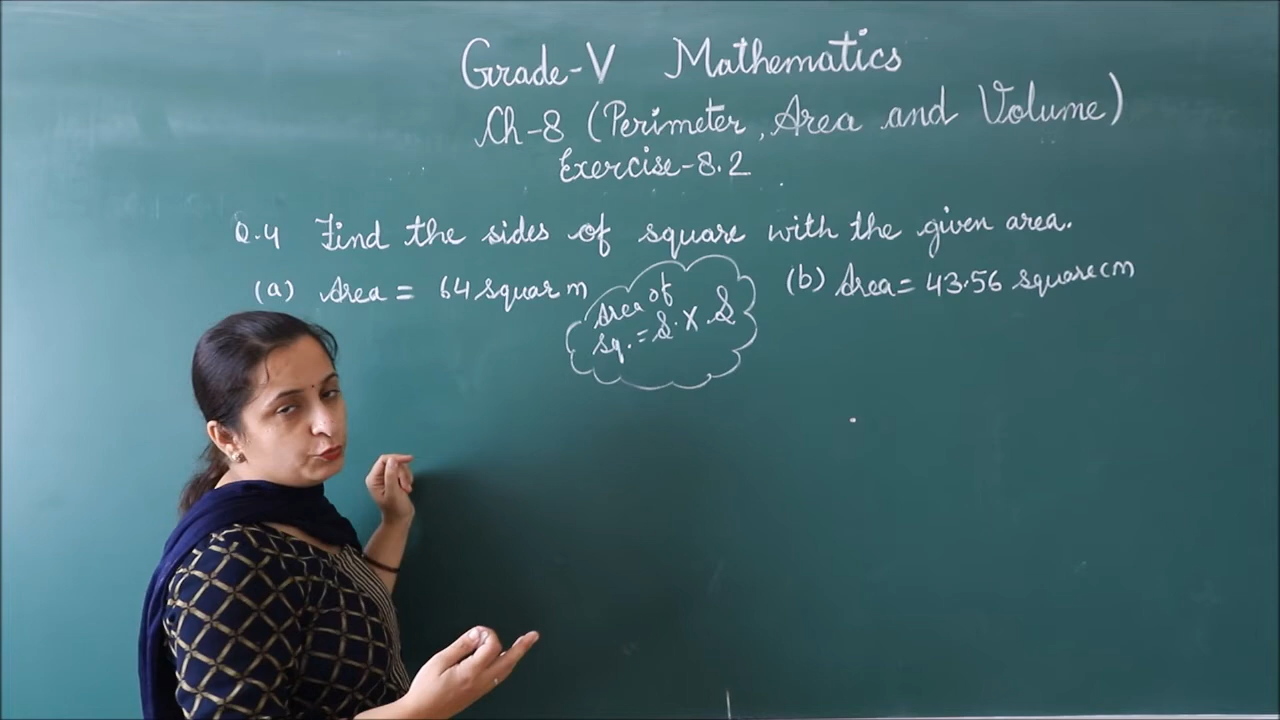 Grade-V Mathematics
Ch-8 (Perimeter, Area and Volume)
Exercise-8.2
Q.4 Find the sides of square with the given area.
(a) Area = 64 squar m
Area of
sq. = S × S
(b) Area = 43.56 square cm